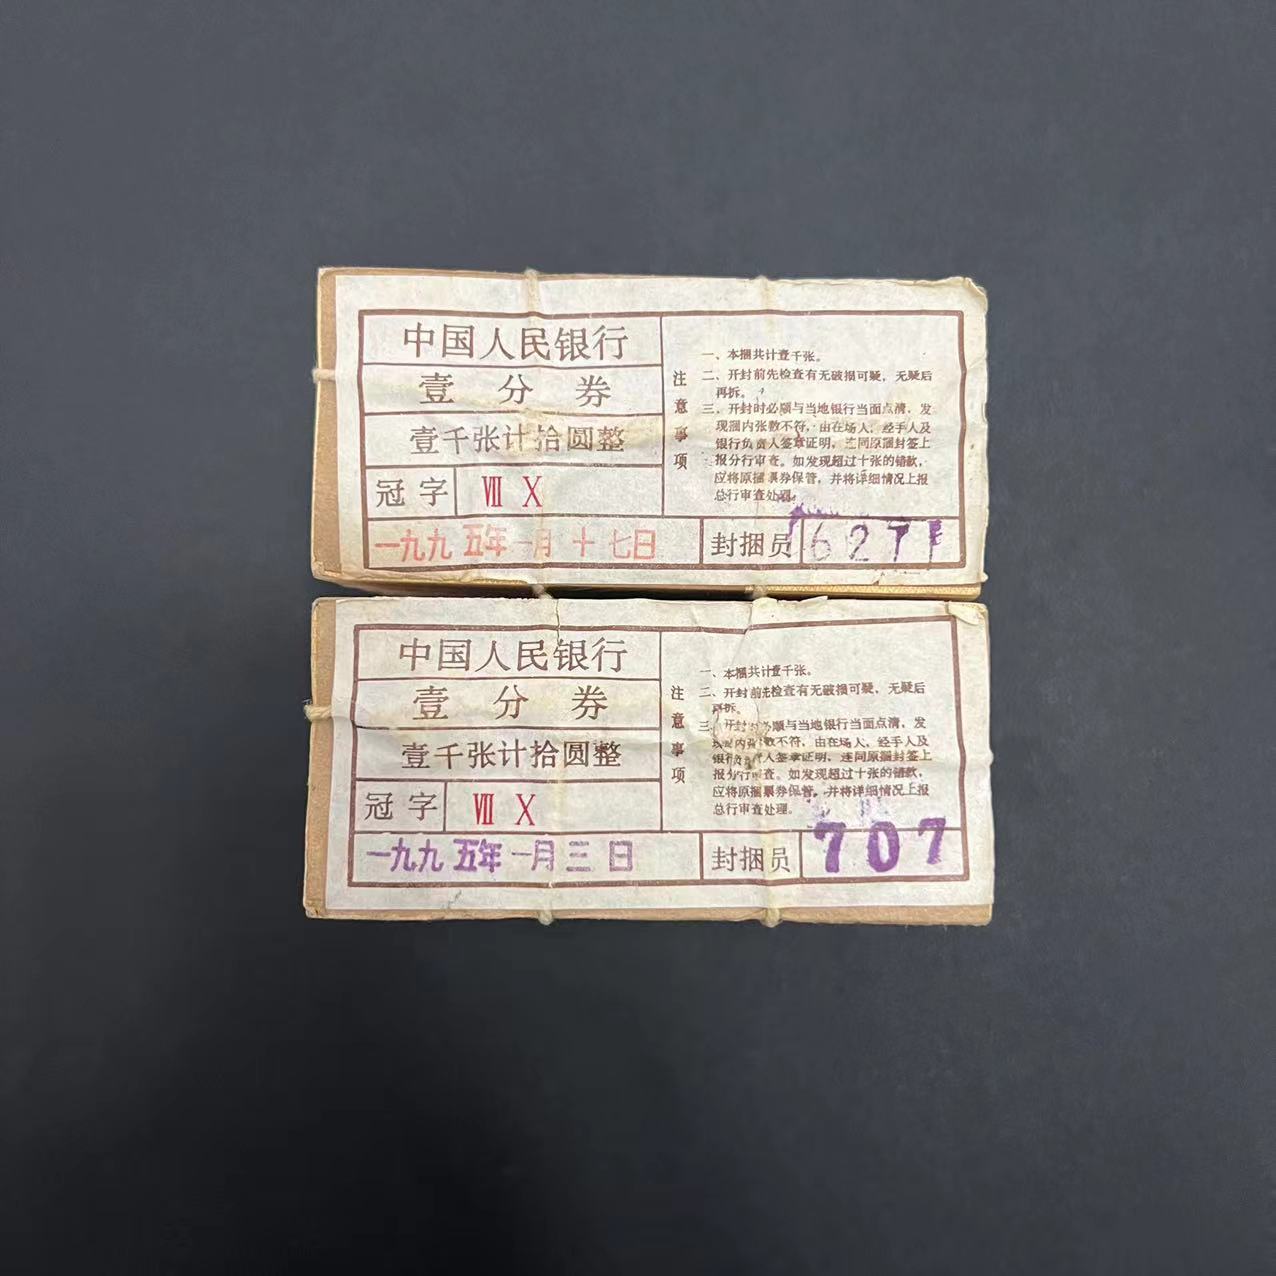 中国人民银行
壹分券
壹千张计拾圆整
冠字 Ⅶ Ⅹ
一九九五年一月十七日
注意事项
一、本捆共计壹千张。
二、开封前先检查有无破损可疑，无疑后
再拆。
三、开封时必顺与当地银行当面点清，发
现捆内张数不符，由在场人、经手人及
银行负责人签章证明，连同原捆封签上
报分行审查。如发现超过十张的错款，
应将原捆票券保管，并将详细情况上报
总行审查处理。
封捆员 627
中国人民银行
壹分券
壹千张计拾圆整
冠字 Ⅶ Ⅹ
一九九五年一月三日
注意事项
一、本捆共计壹千张。
二、开封前先检查有无破损可疑，无疑后
再拆。
三、开封必顺与当地银行当面点清，发
现内数不符，由在场人、经手人及
银行人签章证明，连同原捆封签上
报分行审查。如发现超过十张的错款，
应将原捆票券保管，并将详细情况上报
总行审查处理。
封捆员 707